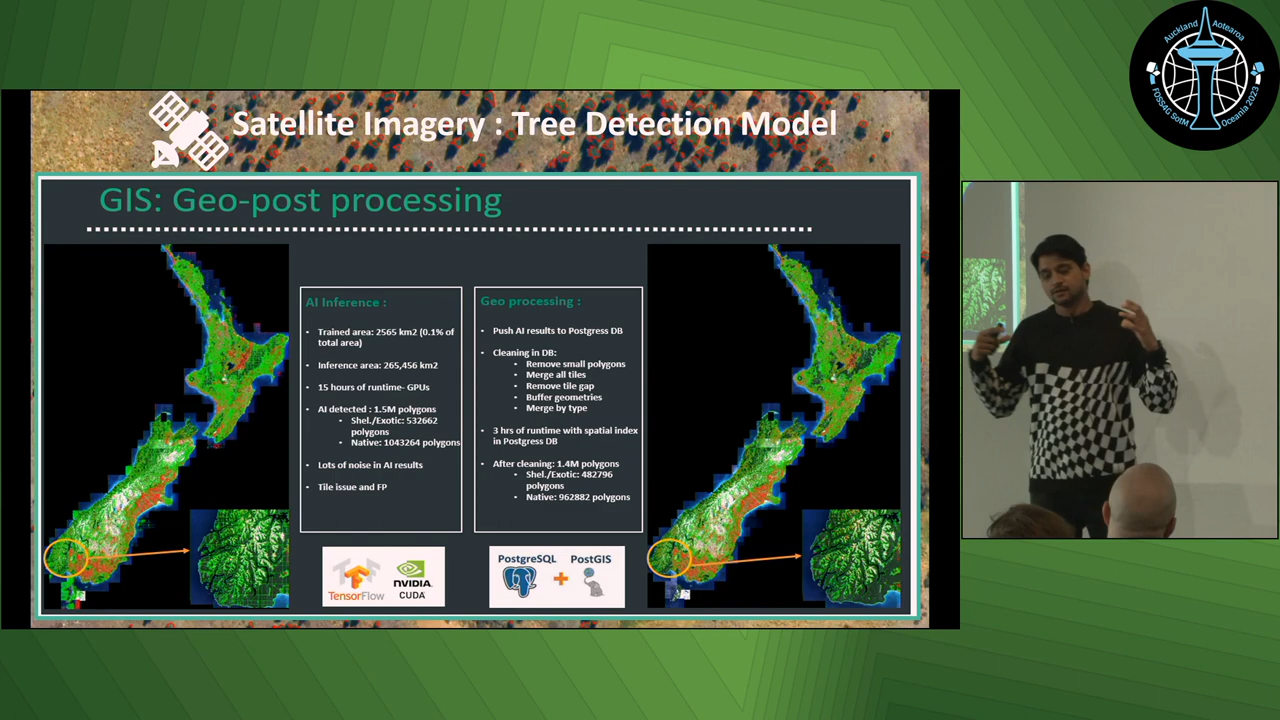 Satellite Imagery : Tree Detection Model
GIS: Geo-post processing
AI Inference :
• Trained area: 2565 km2 (0.1% of
total area)
• Inference area: 265,456 km2
• 15 hours of runtime- GPUs
• AI detected : 1.5M polygons
• Shel./Exotic: 532662
polygons
• Native: 1043264 polygons
• Lots of noise in AI results
• Tile issue and FP
TensorFlow
NVIDIA.
CUDA
Geo processing :
• Push AI results to Postgress DB
• Cleaning in DB:
• Remove small polygons
• Merge all tiles
• Remove tile gap
• Buffer geometries
• Merge by type
• 3 hrs of runtime with spatial index
in Postgress DB
• After cleaning: 1.4M polygons
• Shel./Exotic: 482796
polygons
• Native: 962882 polygons
PostgreSQL
PostGIS
+
Auckland Aotearoa
FOSS4G SotM Oceania 2023